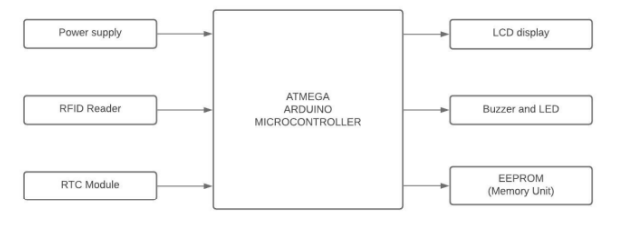 Power supply
RFID Reader
RTC Module
ATMEGA
ARDUINO
MICROCONTROLLER
LCD display
Buzzer and LED
EEPROM
(Memory Unit)